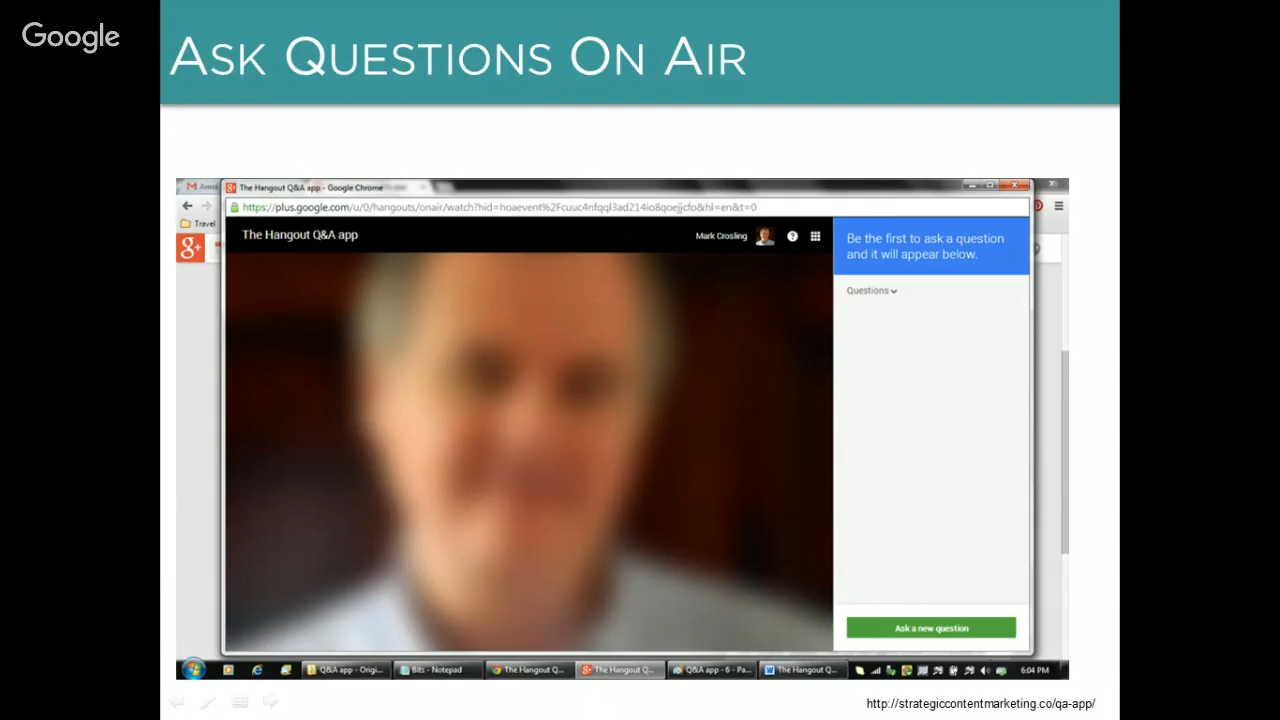 Google
ASK QUESTIONS ON AIR
The Hangout Q&A app - Google Chrome
https://plus.google.com/u/0/hangouts/onair/watch?hid=hoaevent%2Fcuuc4nfqql3ad214io8qoejjcfo&hl=en&t=0
Travel
g+
The Hangout Q&A app
Mark Crosling
Be the first to ask a question
and it will appear below.
Questions
Ask a new question
Q&A app - Origi...
Bits - Notepad
The Hangout Q...
The Hangout Q...
Q&A app - 6 - Pa...
The Hangout Q...
6:04 PM
http://strategiccontentmarketing.co/qa-app/